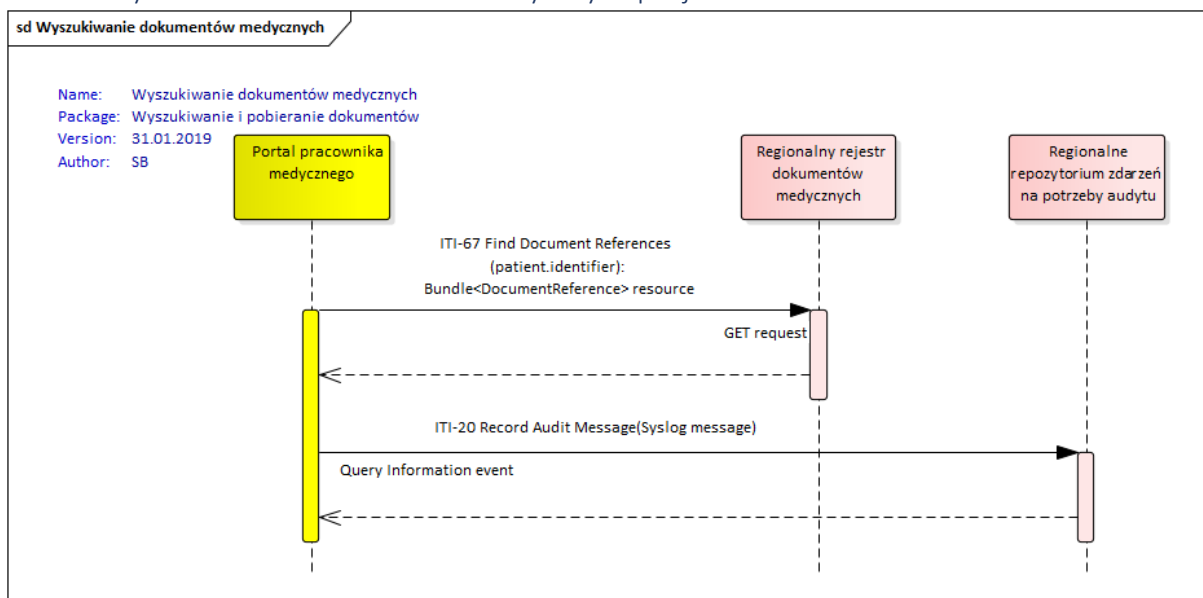 sd Wyszukiwanie dokumentów medycznych
Name: Wyszukiwanie dokumentów medycznych
Package: Wyszukiwanie i pobieranie dokumentów
Version: 31.01.2019
Author: SB
Portal pracownika
medycznego
Regionalny rejestr
dokumentów
medycznych
Regionalne
repozytorium zdarzeń
na potrzeby audytu
ITI-67 Find Document References
(patient.identifier):
Bundle<DocumentReference> resource
GET request
ITI-20 Record Audit Message(Syslog message)
Query Information event